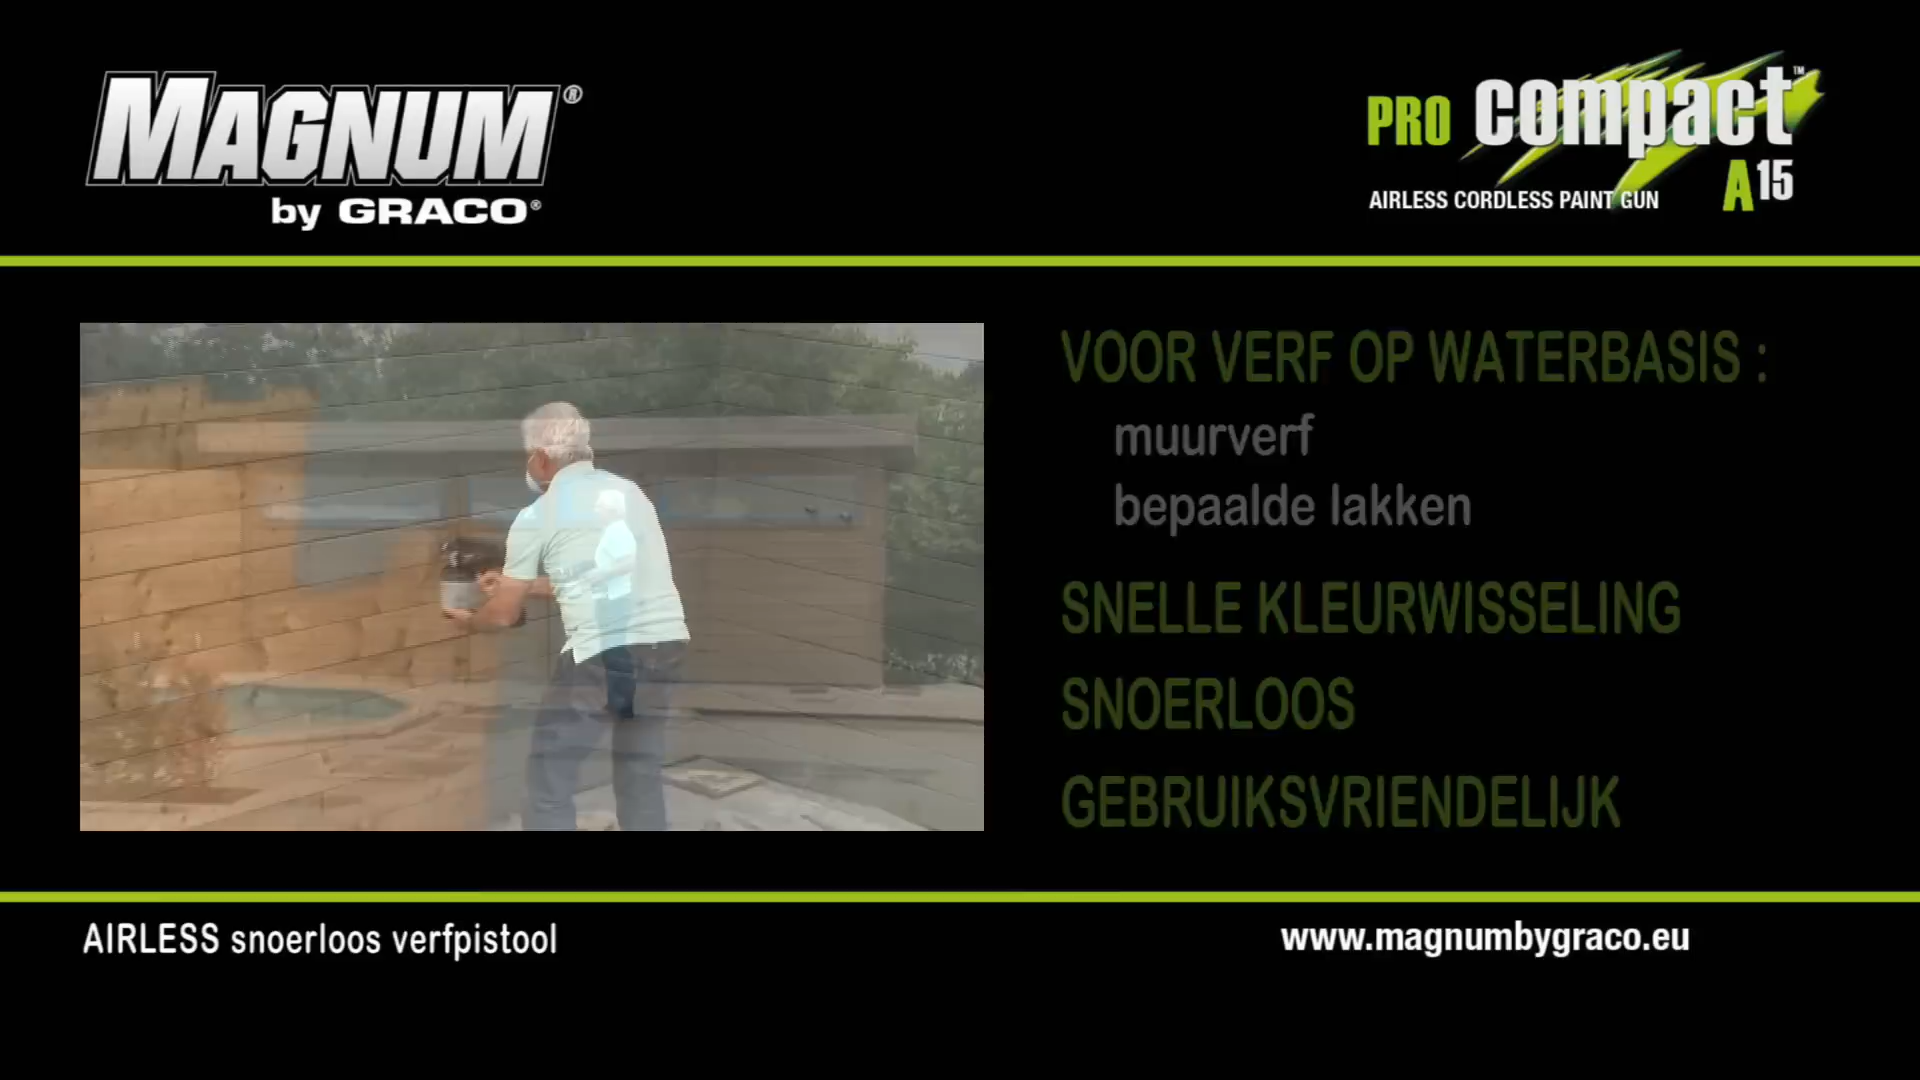 MAGNUM®
by GRACO®
PRO compact™
A15
AIRLESS CORDLESS PAINT GUN
VOOR VERF OP WATERBASIS :
muurverf
bepaalde lakken
SNELLE KLEURWISSELING
SNOERLOOS
GEBRUIKSVRIENDELIJK
AIRLESS snoerloos verfpistool
www.magnumbygraco.eu